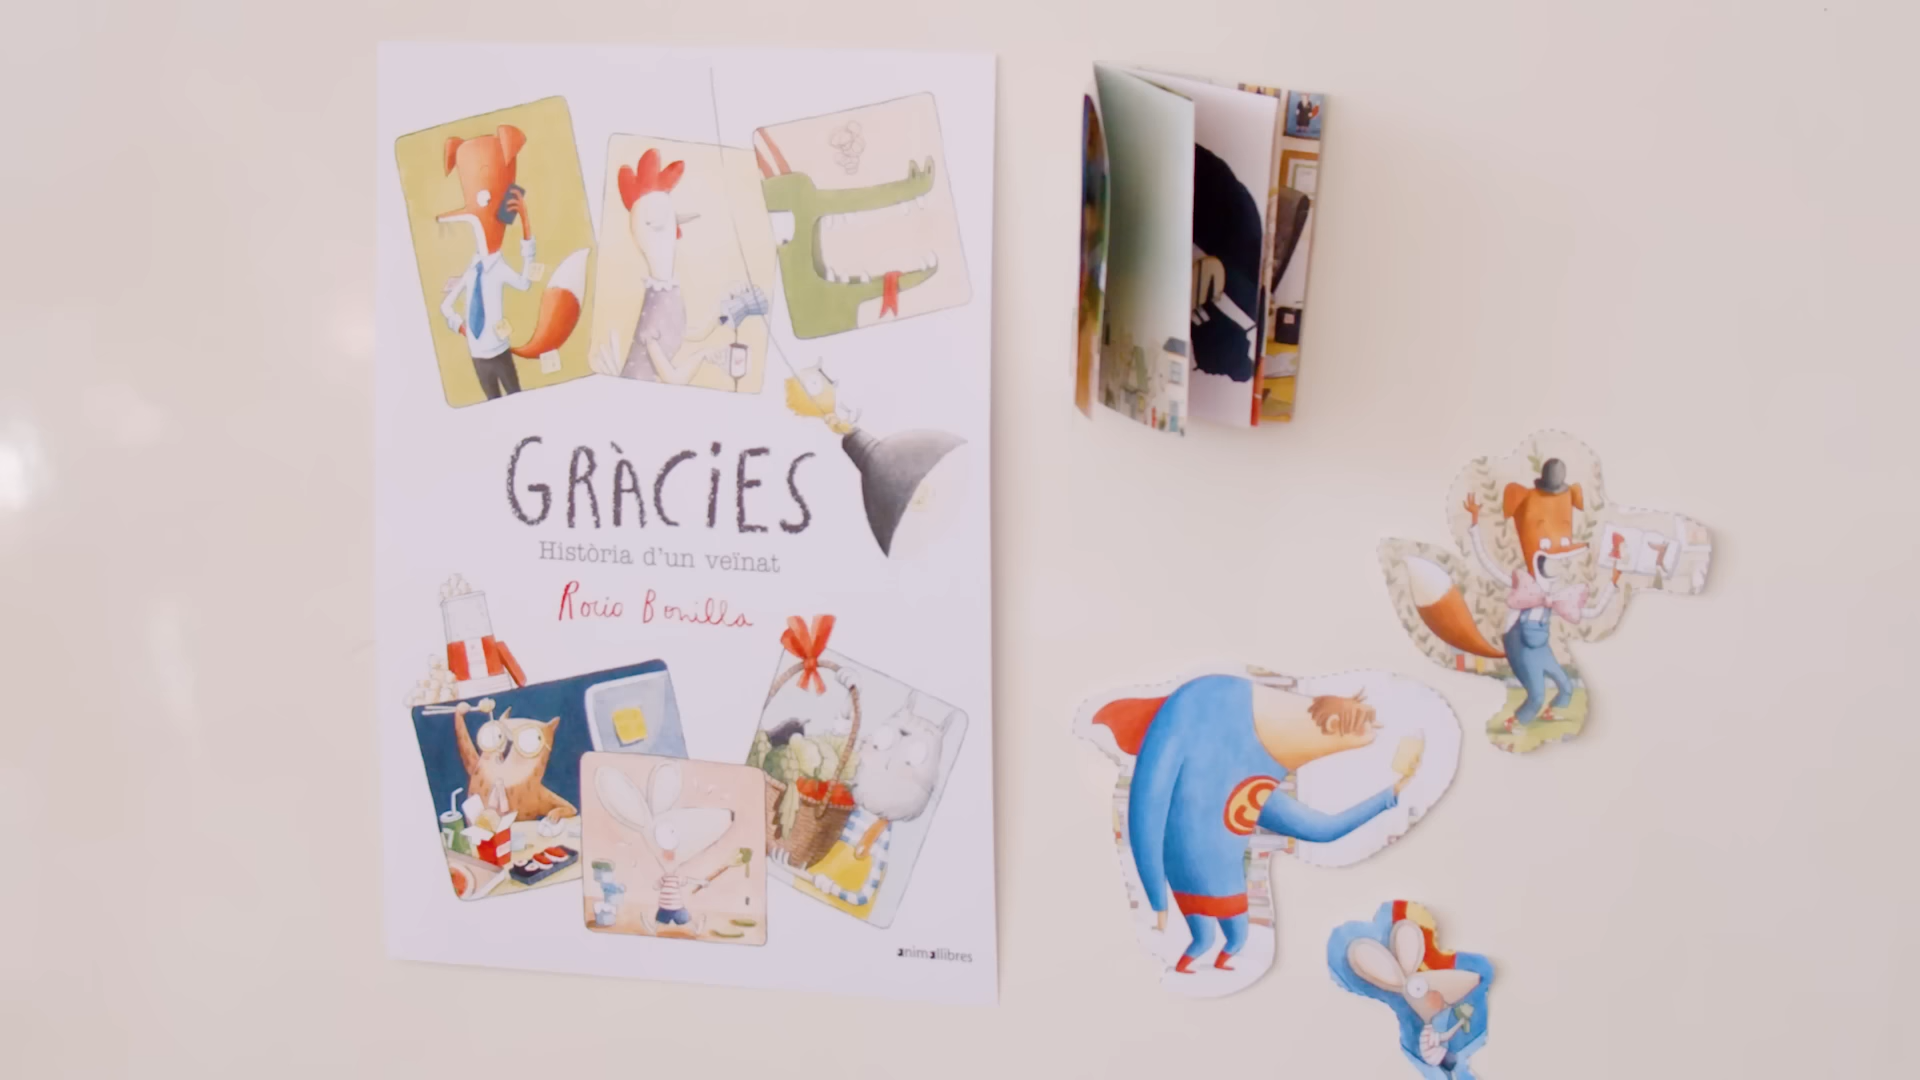 GRÀCiES
Història d'un veïnat
Rocio Bonilla
animallibres